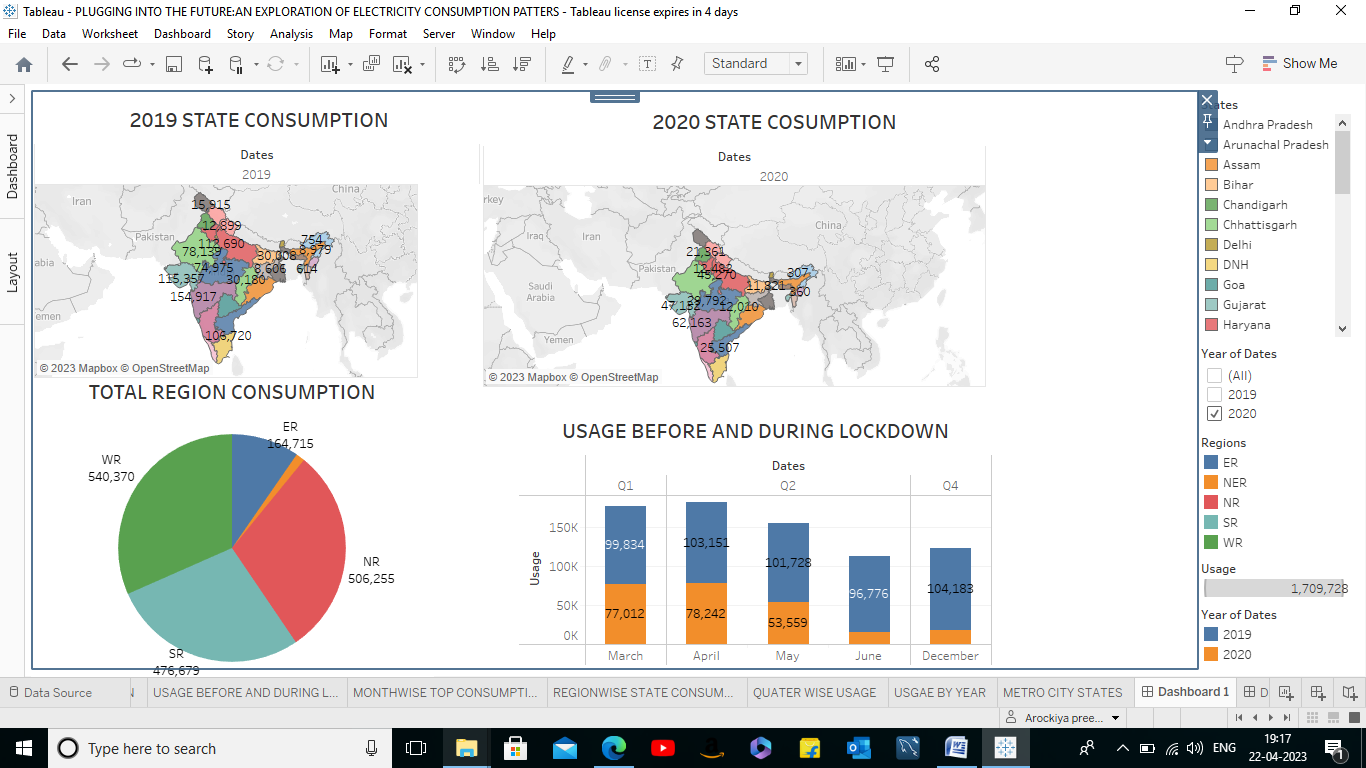 Tableau - PLUGGING INTO THE FUTURE:AN EXPLORATION OF ELECTRICITY CONSUMPTION PATTERS - Tableau license expires in 4 days
File Data Worksheet Dashboard Story Analysis Map Format Server Window Help
Standard
Show Me
Dashboard
Layout
2019 STATE CONSUMPTION
Dates
2019
Iran
China
Pakistan
abia
emen
15,915
12,899
112,690
78,139
754
3,979
30,008
74,975
8,606
614
115,357
30,180
154,917
106,720
© 2023 Mapbox © OpenStreetMap
2020 STATE COSUMPTION
Dates
2020
rkey
Iraq
Iran
China
Pakistan
Saudi
Arabia
Yemen
21,361
13,483
45,270
307
11,821
360
47,132
39,792
12,010
62,163
25,507
© 2023 Mapbox © OpenStreetMap
TOTAL REGION CONSUMPTION
ER
164,715
WR
540,370
NR
506,255
SR
476,679
USAGE BEFORE AND DURING LOCKDOWN
Dates
Q1 Q2 Q4
Usage
150K
100K
50K
0K
99,834 103,151 101,728 96,776 104,183
77,012 78,242 53,559
March April May June December
States
Andhra Pradesh
Arunachal Pradesh
Assam
Bihar
Chandigarh
Chhattisgarh
Delhi
DNH
Goa
Gujarat
Haryana
Year of Dates
(All)
2019
2020
Regions
ER
NER
NR
SR
WR
Usage
1,709,728
Year of Dates
2019
2020
Data Source
USAGE BEFORE AND DURING L...
MONTHWISE TOP CONSUMPTI...
REGIONWISE STATE CONSUM...
QUATER WISE USAGE
USGAE BY YEAR
METRO CITY STATES
Dashboard 1
D
Arockiya pree...
Type here to search
ENG
19:17
22-04-2023
1